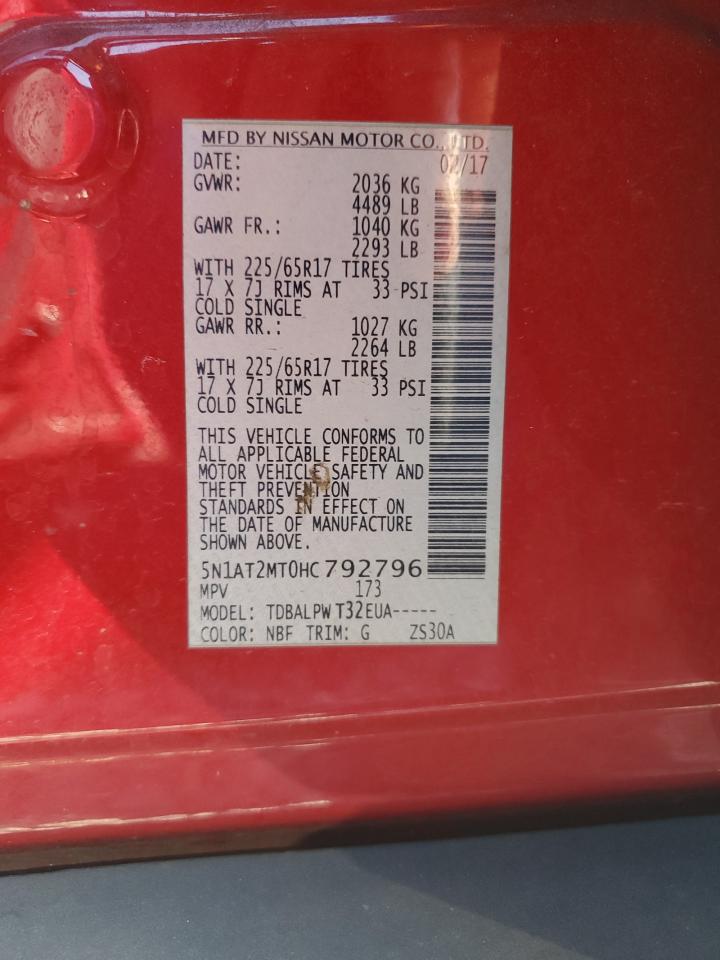 MFD BY NISSAN MOTOR CO., LTD.
DATE: 02/17
GVWR: 2036 KG
4489 LB
GAWR FR.: 1040 KG
2293 LB
WITH 225/65R17 TIRES
17 X 7J RIMS AT 33 PSI
COLD SINGLE
GAWR RR.: 1027 KG
2264 LB
WITH 225/65R17 TIRES
17 X 7J RIMS AT 33 PSI
COLD SINGLE
THIS VEHICLE CONFORMS TO
ALL APPLICABLE FEDERAL
MOTOR VEHICLE SAFETY AND
THEFT PREVENTION
STANDARDS IN EFFECT ON
THE DATE OF MANUFACTURE
SHOWN ABOVE.
5N1AT2MT0HC792796
MPV 173
MODEL: TDBALPW T32EUA-----
COLOR: NBF TRIM: G ZS30A